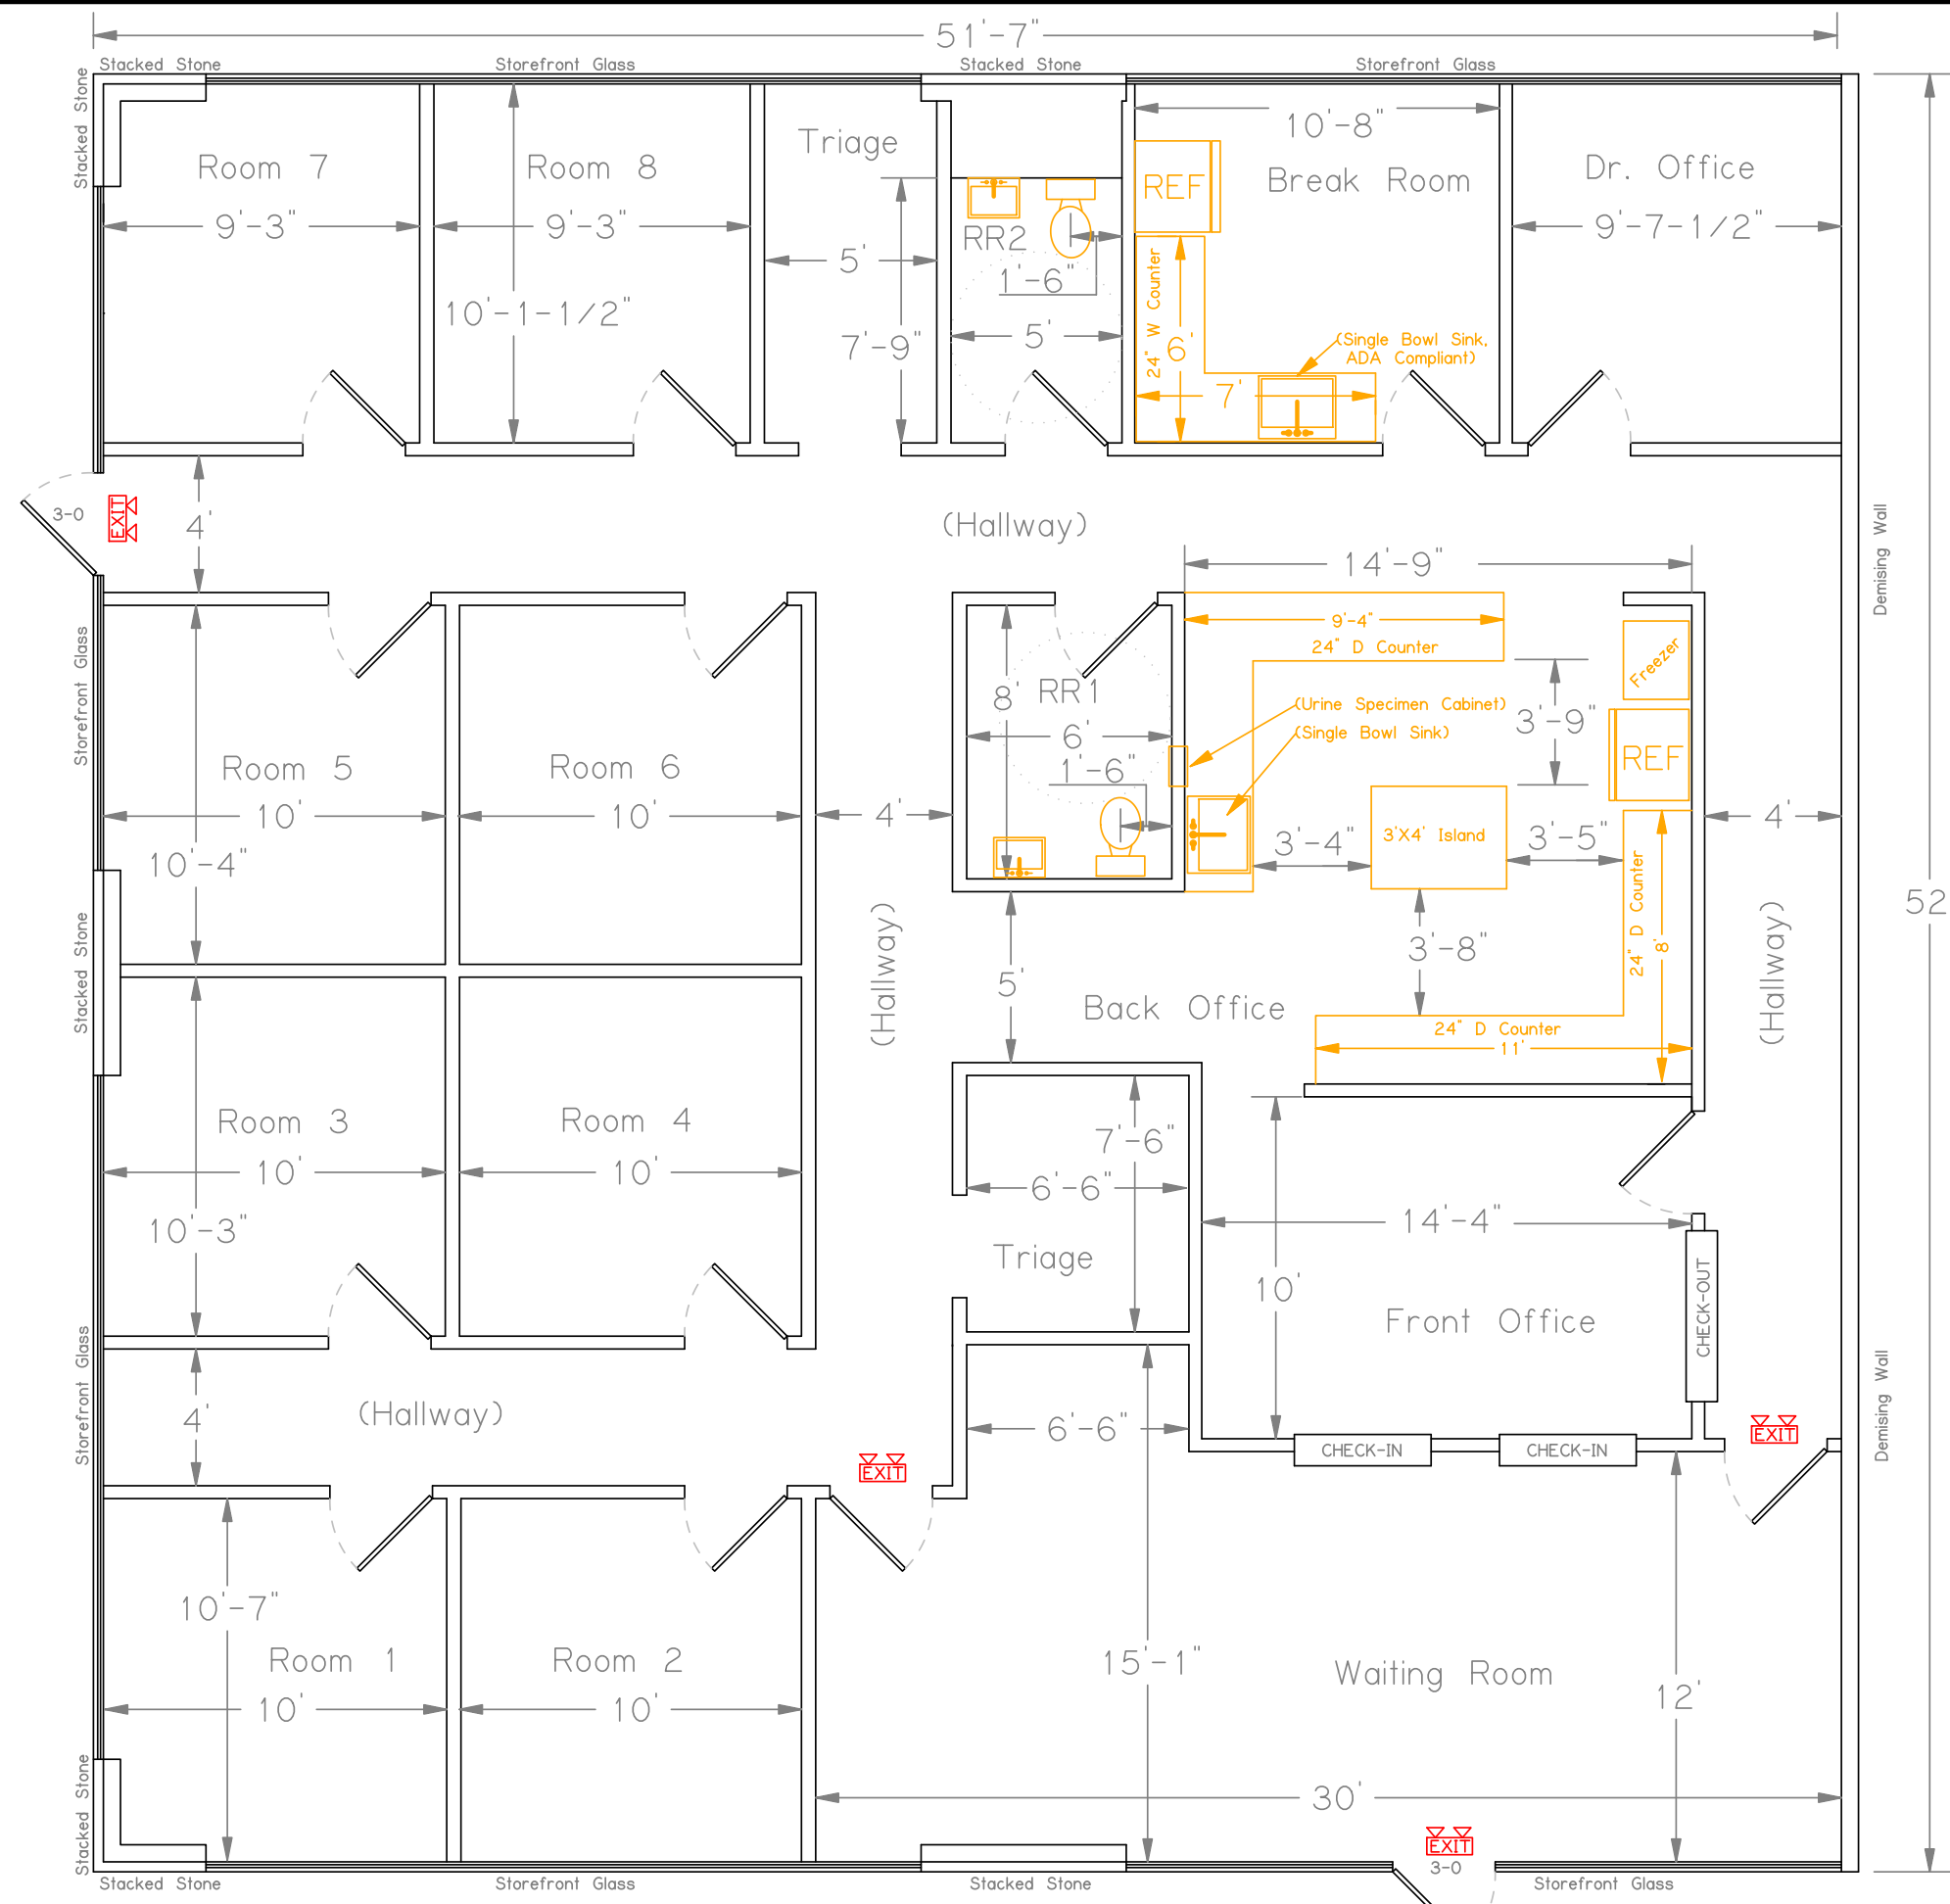 51'-7"
Stacked Stone
Storefront Glass
Stacked Stone
Storefront Glass
Stacked Stone
10'-8"
Room 7
Room 8
Triage
REF
Break Room
Dr. Office
9'-3"
9'-3"
5'
RR2
1'-6"
9'-7-1/2"
10'-1-1/2"
7'-9"
5'
24" W Counter
6'
7'
(Single Bowl Sink,
ADA Compliant)
3-0
EXIT
4'
(Hallway)
Demising Wall
14'-9"
9'-4"
24" D Counter
Freezer
Storefront Glass
8'
RR1
6'
1'-6"
(Urine Specimen Cabinet)
(Single Bowl Sink)
3'-9"
REF
Room 5
Room 6
10'
10'
4'
3'-4"
3'X4' Island
3'-5"
4'
10'-4"
52
Stacked Stone
(Hallway)
3'-8"
24" D Counter
8'
(Hallway)
5'
Back Office
24" D Counter
11'
Room 3
Room 4
7'-6"
10'
10'
6'-6"
14'-4"
10'-3"
Triage
10'
Front Office
CHECK-OUT
Storefront Glass
4'
(Hallway)
6'-6"
EXIT
CHECK-IN
CHECK-IN
EXIT
Demising Wall
10'-7"
Room 1
Room 2
15'-1"
Waiting Room
10'
10'
12'
30'
Stacked Stone
EXIT
3-0
Stacked Stone
Storefront Glass
Stacked Stone
Storefront Glass